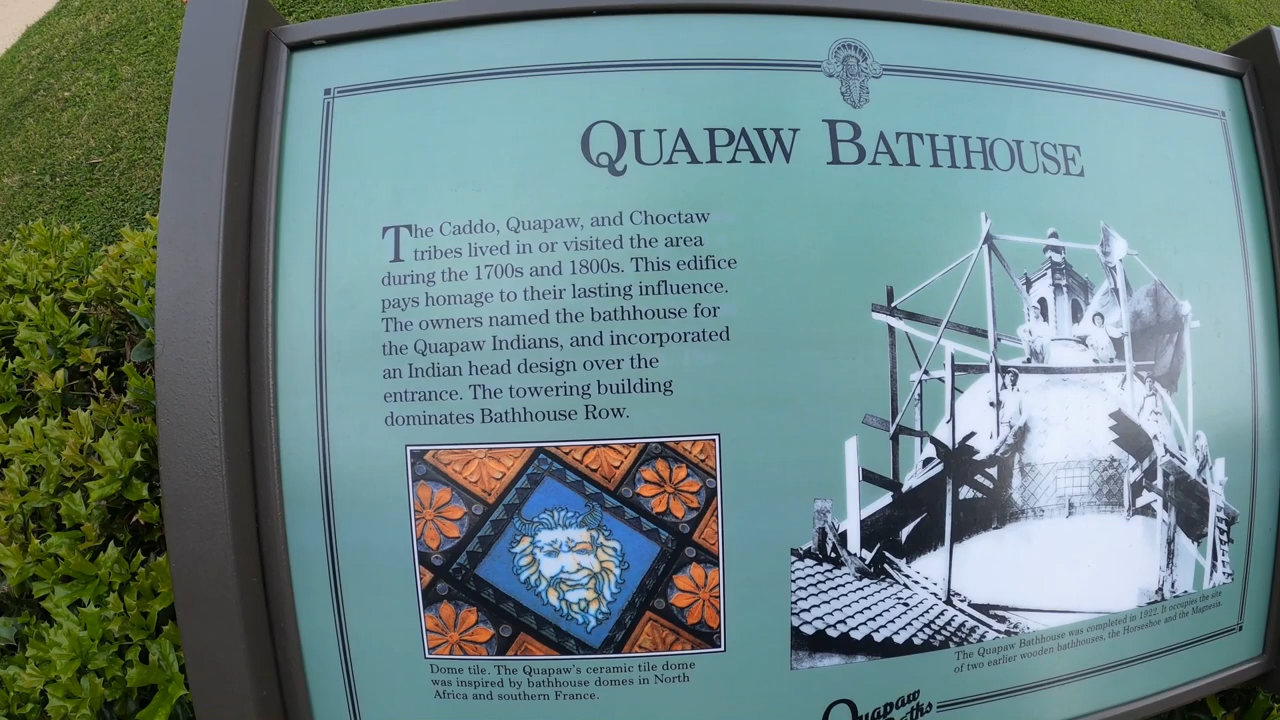 QUAPAW BATHHOUSE
The Caddo, Quapaw, and Choctaw
tribes lived in or visited the area
during the 1700s and 1800s. This edifice
pays homage to their lasting influence.
The owners named the bathhouse for
the Quapaw Indians, and incorporated
an Indian head design over the
entrance. The towering building
dominates Bathhouse Row.
Dome tile. The Quapaw's ceramic tile dome
was inspired by bathhouse domes in North
Africa and southern France.
The Quapaw Bathhouse was completed in 1922. It occupies the site
of two earlier wooden bathhouses, the Horseshoe and the Magnesia.
Quapaw
Baths